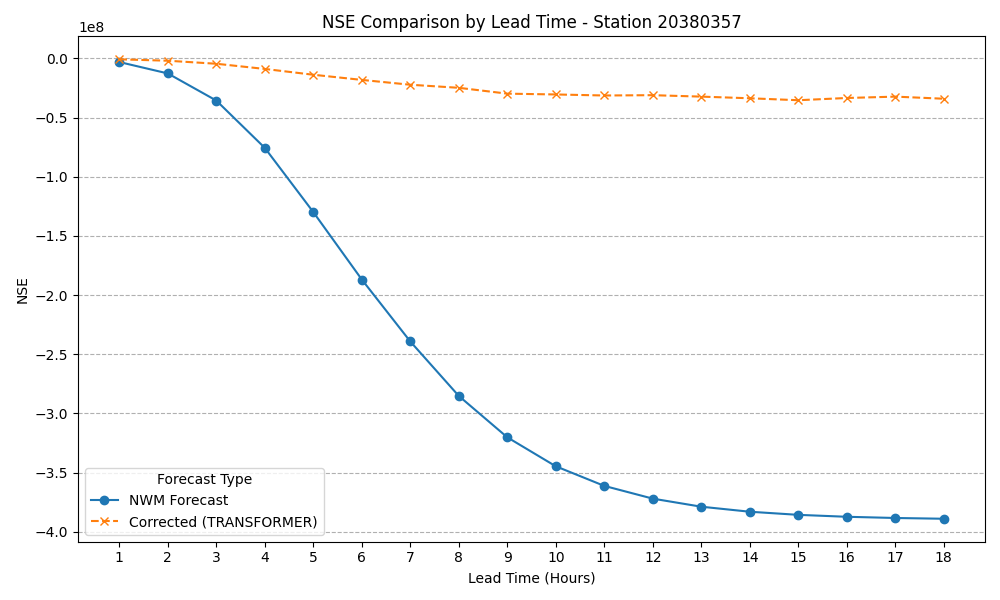 NSE Comparison by Lead Time - Station 20380357
1e8
0.0
−0.5
−1.0
−1.5
−2.0
−2.5
−3.0
−3.5
−4.0
NSE
Forecast Type
NWM Forecast
Corrected (TRANSFORMER)
1 2 3 4 5 6 7 8 9 10 11 12 13 14 15 16 17 18
Lead Time (Hours)